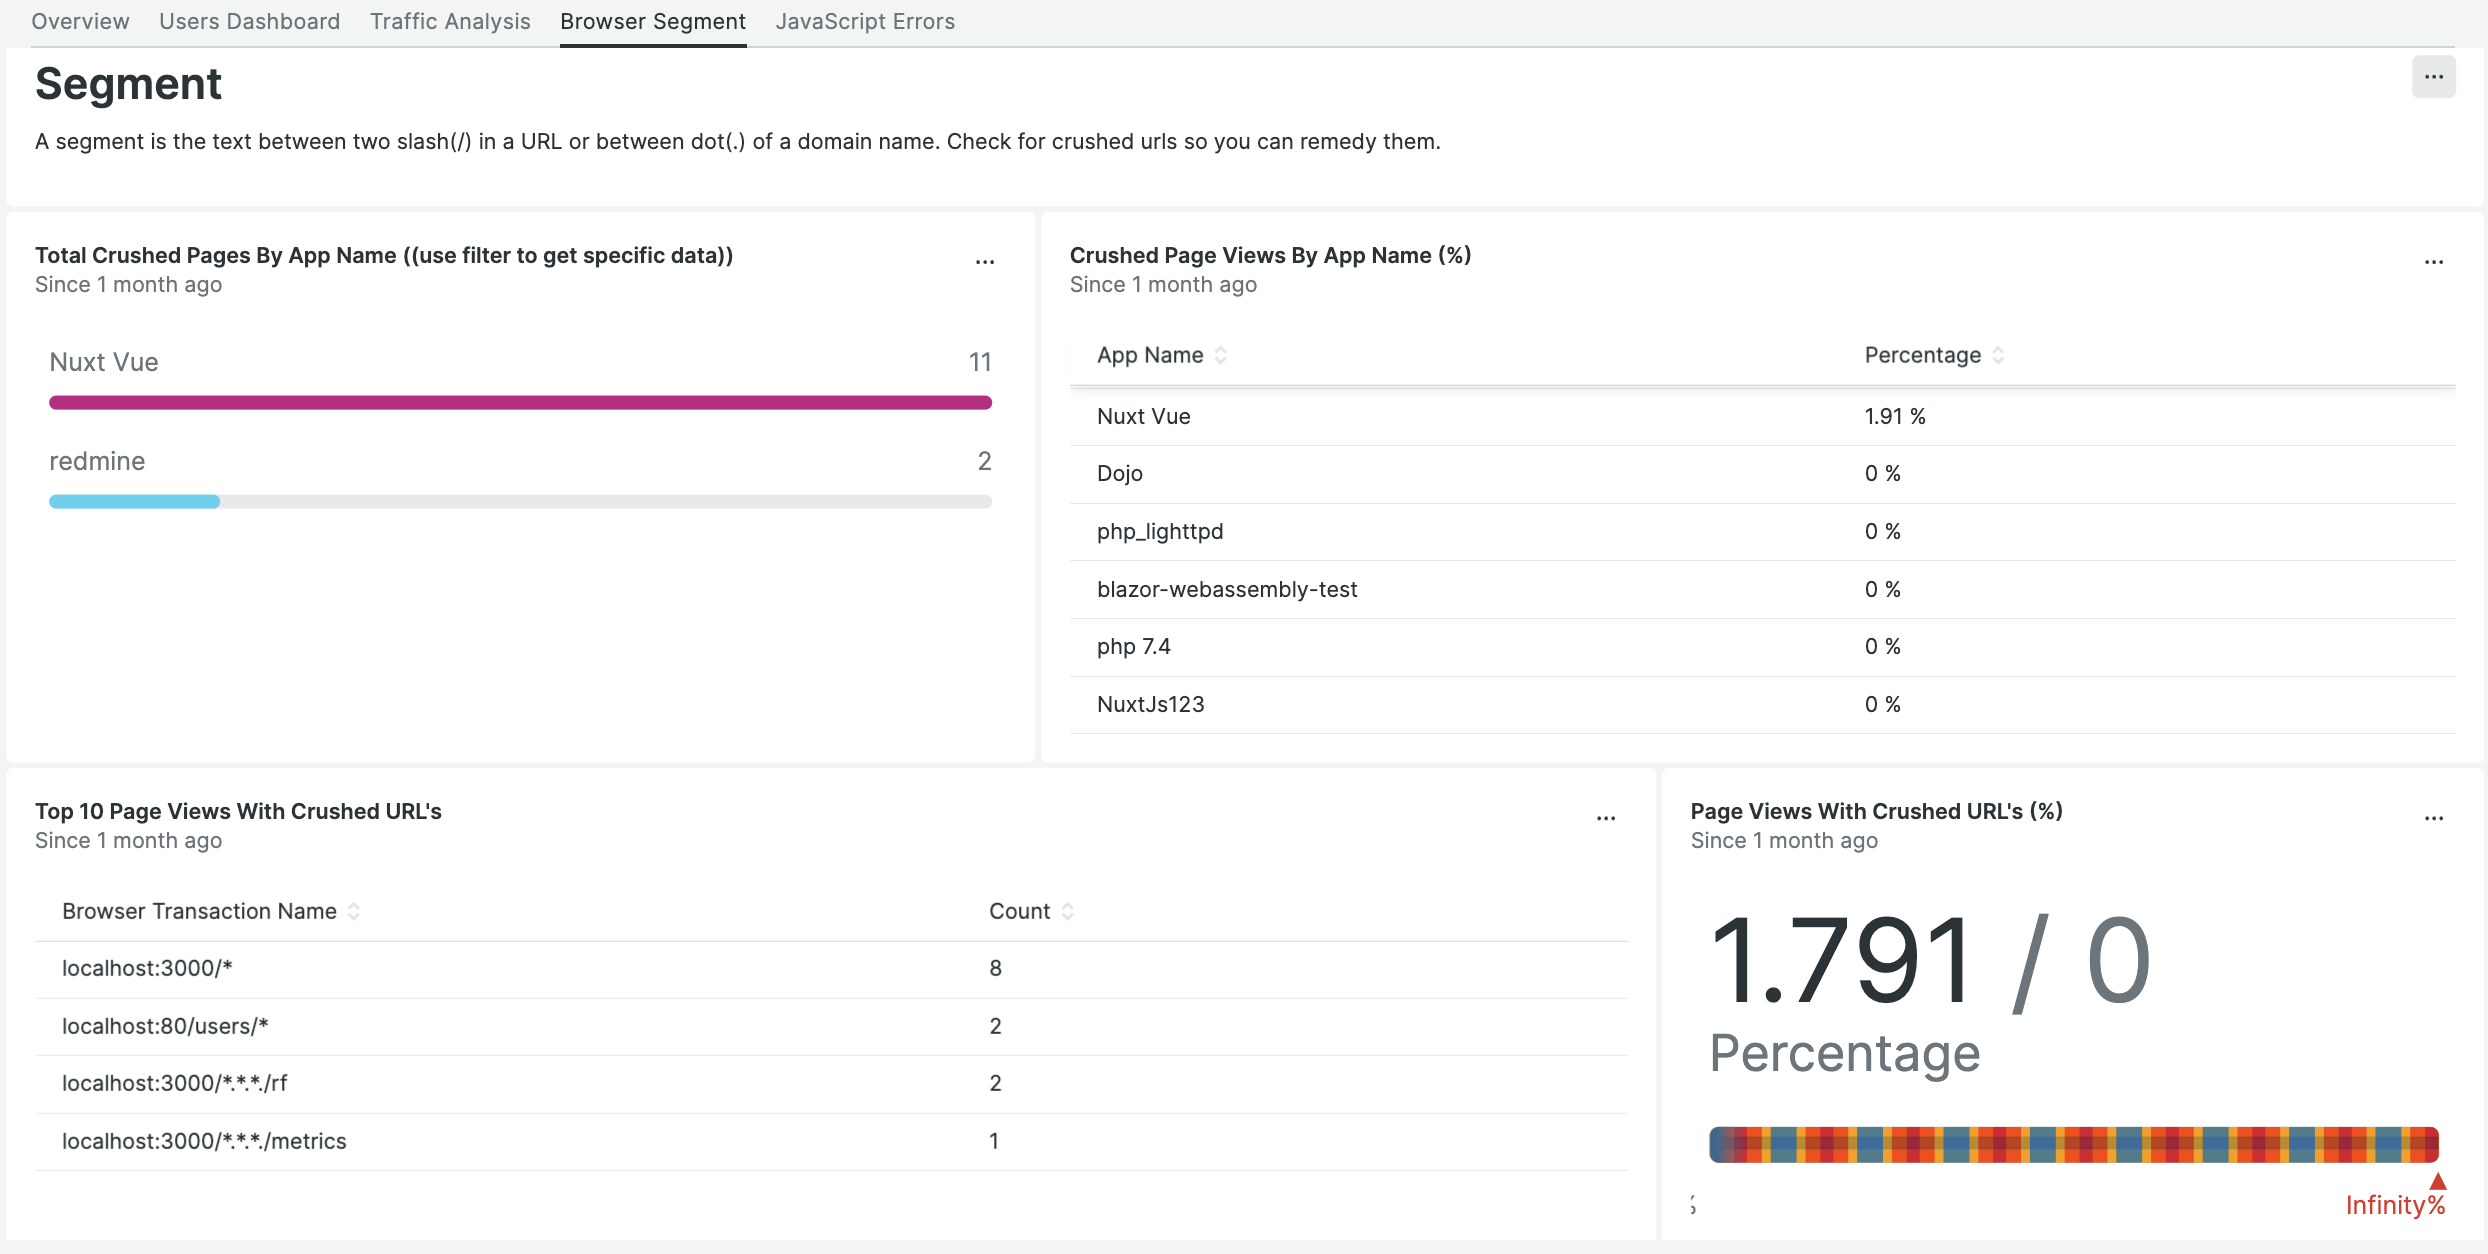 Overview Users Dashboard Traffic Analysis Browser Segment JavaScript Errors
Segment
...
A segment is the text between two slash(/) in a URL or between dot(.) of a domain name. Check for crushed urls so you can remedy them.
Total Crushed Pages By App Name ((use filter to get specific data))
...
Since 1 month ago
Nuxt Vue 11
redmine 2
Crushed Page Views By App Name (%)
...
Since 1 month ago
App Name Percentage
Nuxt Vue 1.91 %
Dojo 0 %
php_lighttpd 0 %
blazor-webassembly-test 0 %
php 7.4 0 %
NuxtJs123 0 %
Top 10 Page Views With Crushed URL's
...
Since 1 month ago
Browser Transaction Name Count
localhost:3000/* 8
localhost:80/users/* 2
localhost:3000/*.*.*./rf 2
localhost:3000/*.*.*./metrics 1
Page Views With Crushed URL's (%)
...
Since 1 month ago
1.791 / 0
Percentage
Infinity%